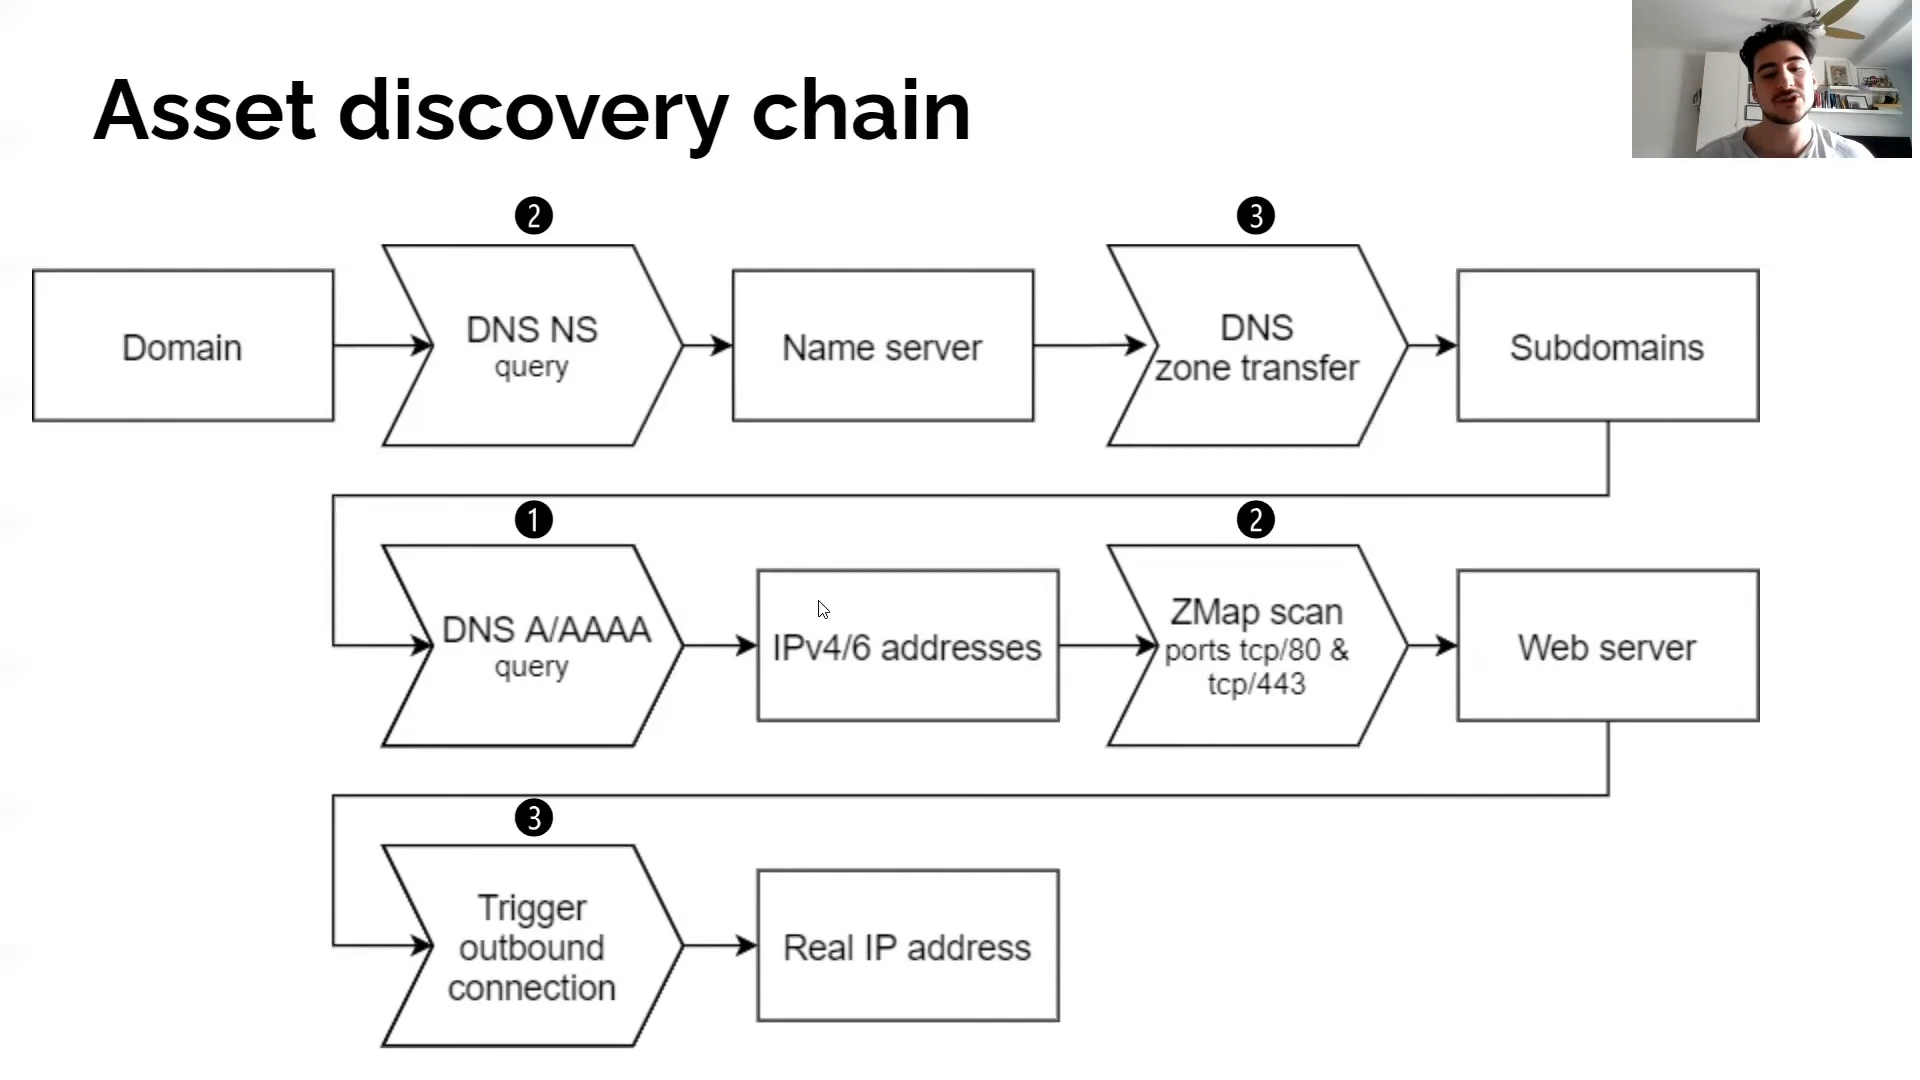 Asset discovery chain
2
3
Domain
DNS NS
query
Name server
DNS
zone transfer
Subdomains
1
2
DNS A/AAAA
query
IPv4/6 addresses
ZMap scan
ports tcp/80 &
tcp/443
Web server
3
Trigger
outbound
connection
Real IP address